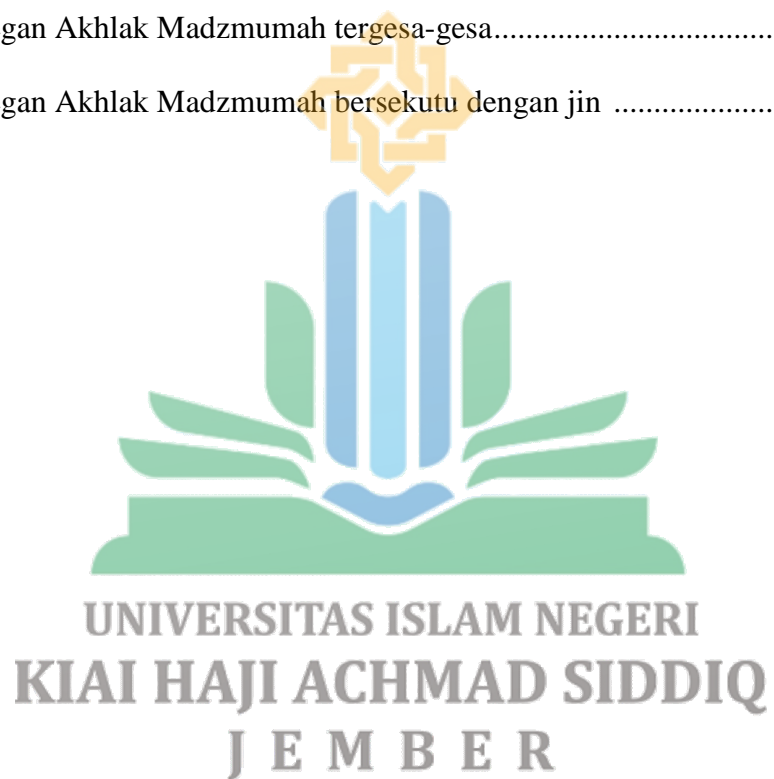 gan Akhlak Madzmumah tergesa-gesa...................................
gan Akhlak Madzmumah bersekutu dengan jin ....................
UNIVERSITAS ISLAM NEGERI
KIAI HAJI ACHMAD SIDDIQ
J E M B E R